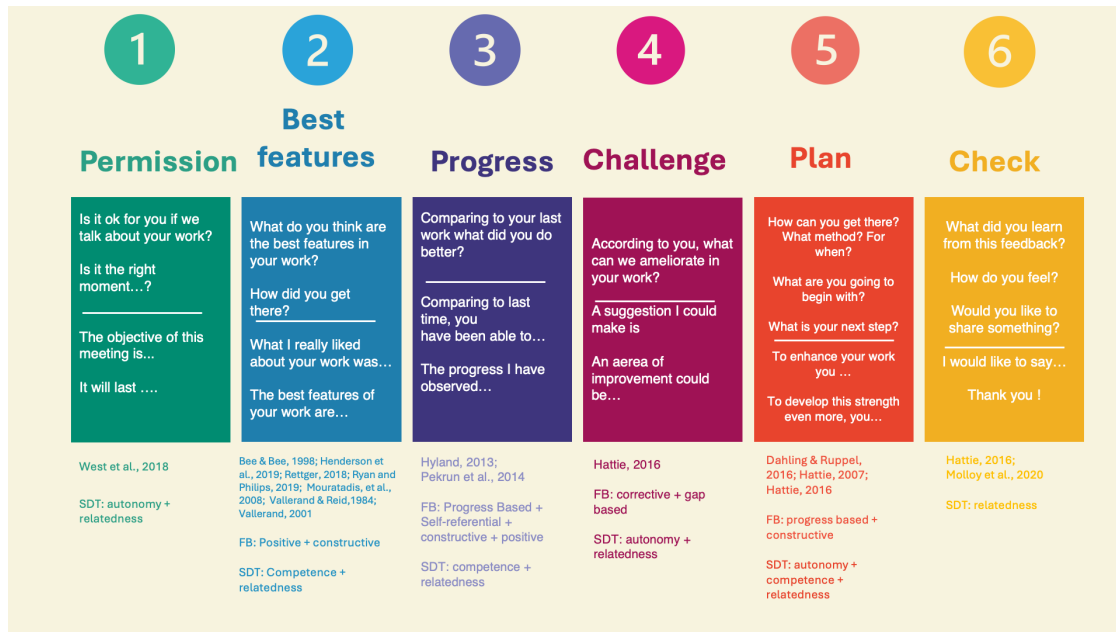 1
Permission
Is it ok for you if we
talk about your work?
Is it the right
moment…?
The objective of this
meeting is...
It will last ….
West et al., 2018
SDT: autonomy +
relatedness
2
Best
features
What do you think are
the best features in
your work?
How did you get
there?
What I really liked
about your work was…
The best features of
your work are…
Bee & Bee, 1998; Henderson et
al., 2019; Rettger, 2018; Ryan and
Philips, 2019; Mouratadis, et al.,
2008; Vallerand & Reid,1984;
Vallerand, 2001
FB: Positive + constructive
SDT: Competence +
relatedness
3
Progress
Comparing to your last
work what did you do
better?
Comparing to last
time, you
have been able to…
The progress I have
observed…
Hyland, 2013;
Pekrun et al., 2014
FB: Progress Based +
Self-referential +
constructive + positive
SDT: competence +
relatedness
4
Challenge
According to you, what
can we ameliorate in
your work?
A suggestion I could
make is
An aerea of
improvement could
be…
Hattie, 2016
FB: corrective + gap
based
SDT: autonomy +
relatedness
5
Plan
How can you get there?
What method? For
when?
What are you going to
begin with?
What is your next step?
To enhance your work
you …
To develop this strength
even more, you…
Dahling & Ruppel,
2016; Hattie, 2007;
Hattie, 2016
FB: progress based +
constructive
SDT: autonomy +
competence +
relatedness
6
Check
What did you learn
from this feedback?
How do you feel?
Would you like to
share something?
I would like to say…
Thank you !
Hattie, 2016;
Molloy et al., 2020
SDT: relatedness